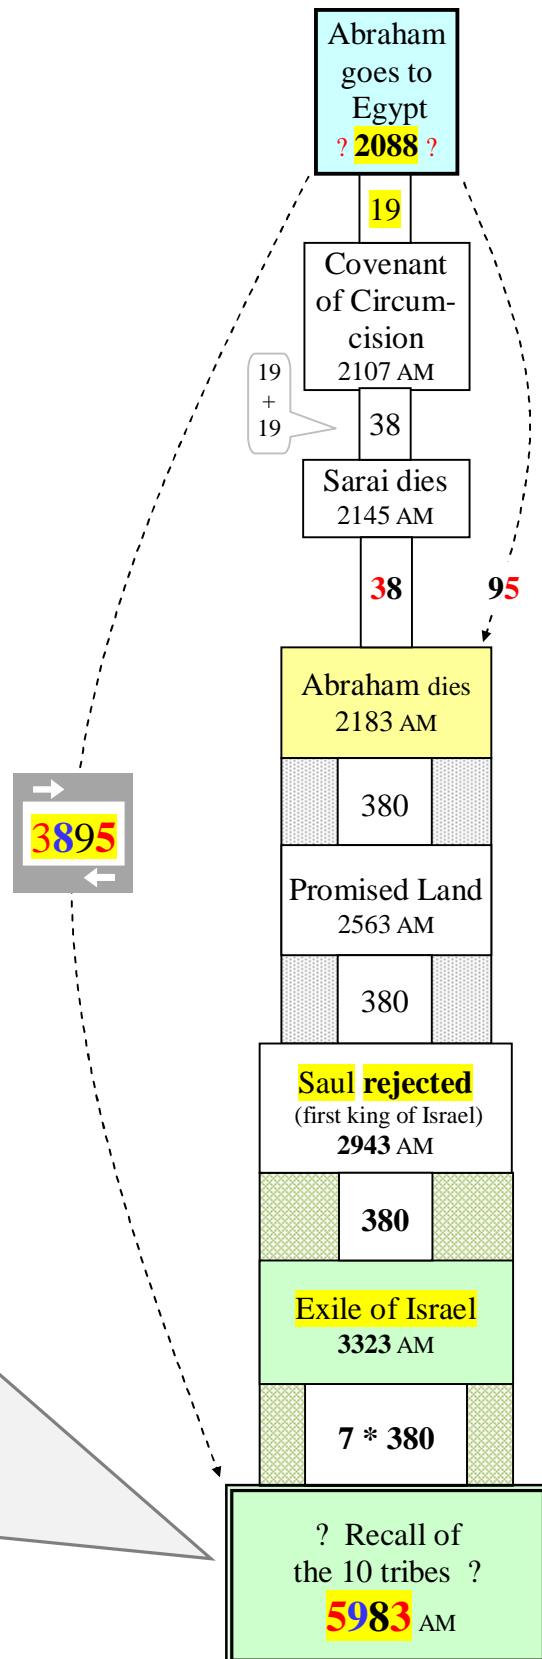 Abraham
goes to
Egypt
? 2088 ?
19
Covenant
of Circum-
cision
2107 AM
19
+
19
38
Sarai dies
2145 AM
38
95
Abraham dies
2183 AM
380
3895
Promised Land
2563 AM
380
Saul rejected
(first king of Israel)
2943 AM
380
Exile of Israel
3323 AM
7 * 380
? Recall of
the 10 tribes ?
5983 AM